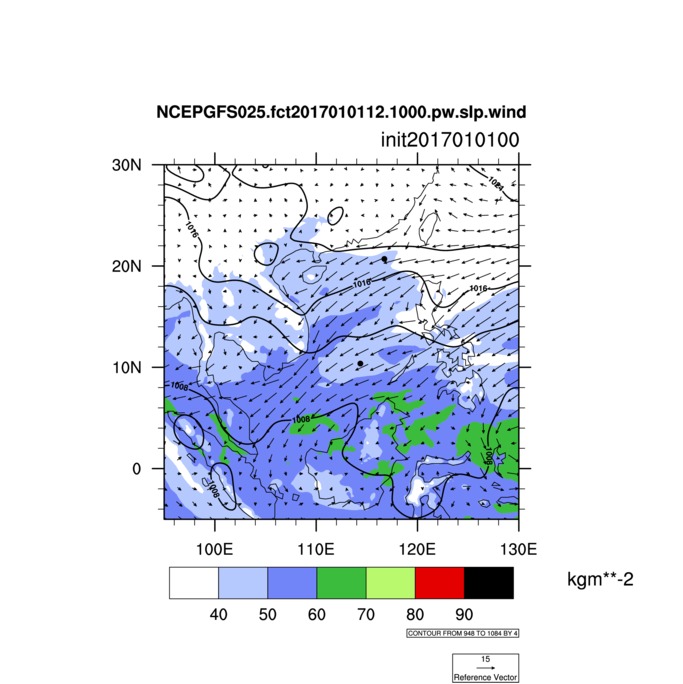 NCEPGFS025.fct2017010112.1000.pw.slp.wind
init2017010100
30N
1024
1016
20N
1016
1016
10N
1008
1008
1008
0
1008
100E 110E 120E 130E
kgm**-2
40 50 60 70 80 90
CONTOUR FROM 948 TO 1084 BY 4
15
Reference Vector